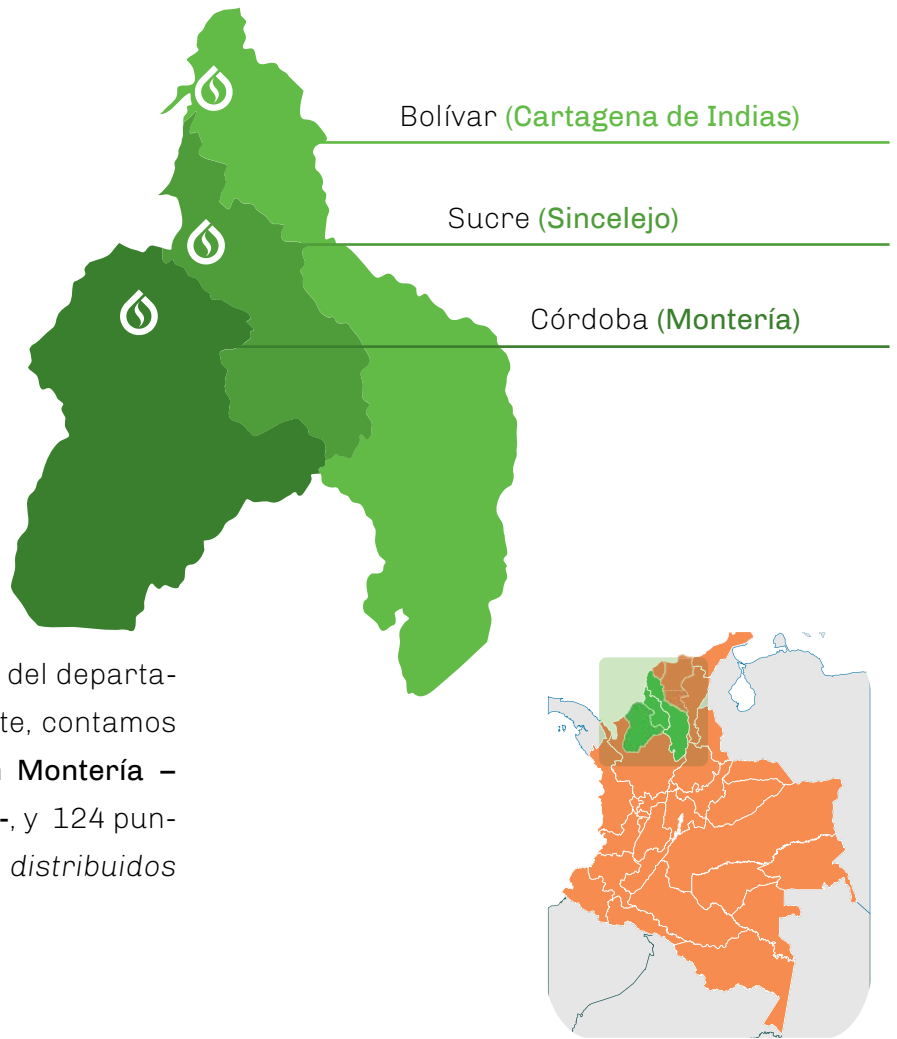 Bolívar (Cartagena de Indias)
Sucre (Sincelejo)
Córdoba (Montería)
del departa-
te, contamos
Montería –
-, y 124 pun-
distribuidos